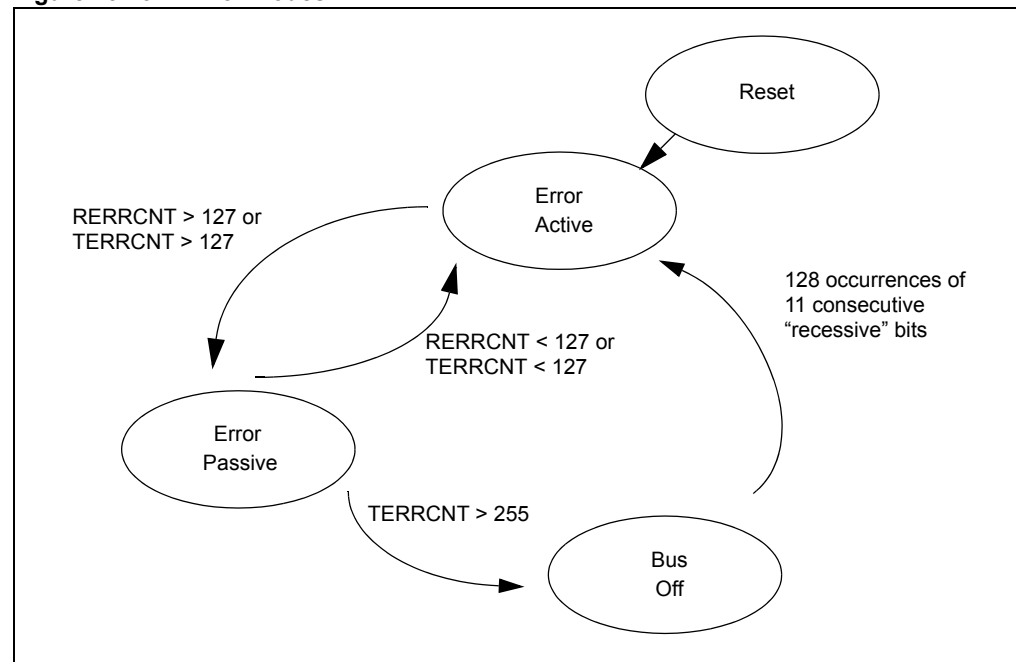 Reset
Error
Active
RERRCNT > 127 or
TERRCNT > 127
128 occurrences of
11 consecutive
“recessive” bits
RERRCNT < 127 or
TERRCNT < 127
Error
Passive
TERRCNT > 255
Bus
Off